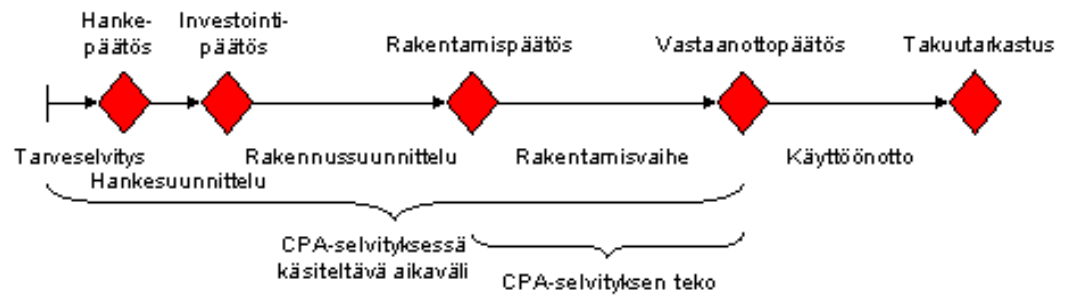 Hanke-
päätös
Investointi-
päätös
Rakentamispäätös
Vastaanottopäätös
Takuutarkastus
Tarveselvitys
Hankesuunnittelu
Rakennussuunnittelu
Rakentamisvaihe
Käyttöönotto
CPA-selvityksessä
käsiteltävä aikaväli
CPA-selvityksen teko